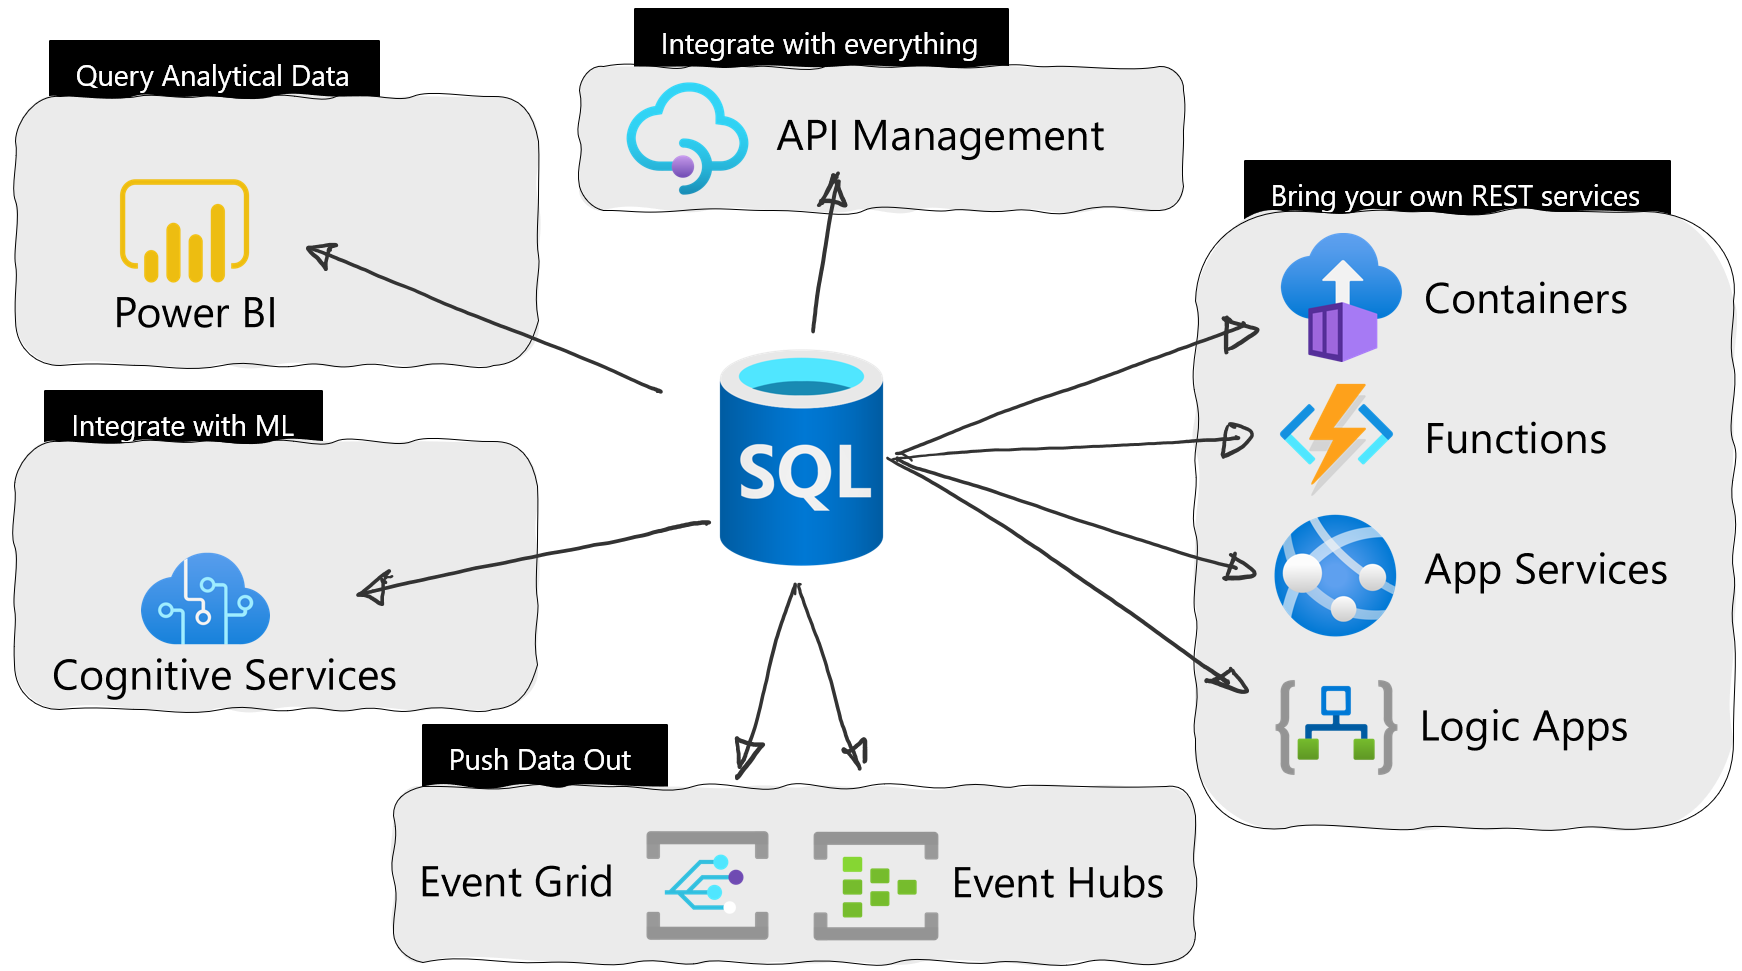 Integrate with everything
API Management
Query Analytical Data
Power BI
Bring your own REST services
Containers
Functions
App Services
Logic Apps
SQL
Integrate with ML
Cognitive Services
Push Data Out
Event Grid
Event Hubs